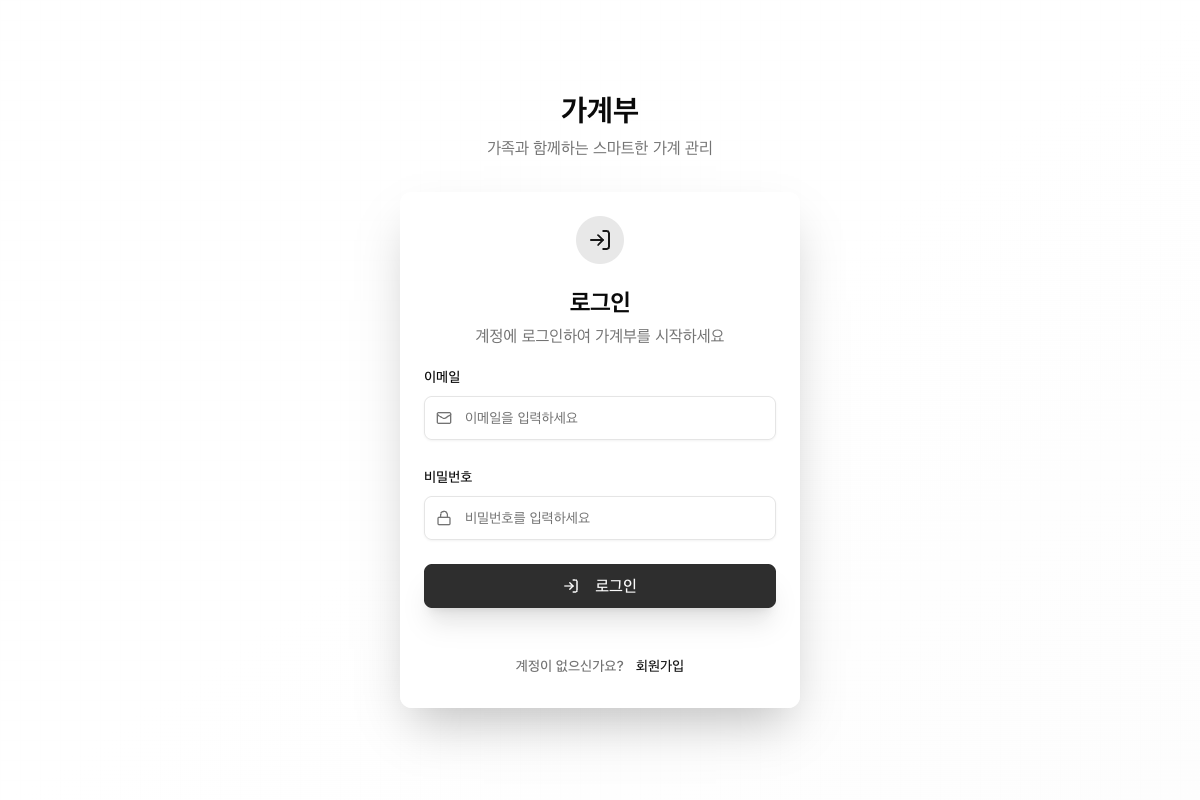 가계부
가족과 함께하는 스마트한 가계 관리
로그인
계정에 로그인하여 가계부를 시작하세요
이메일
이메일을 입력하세요
비밀번호
비밀번호를 입력하세요
로그인
계정이 없으신가요? 회원가입